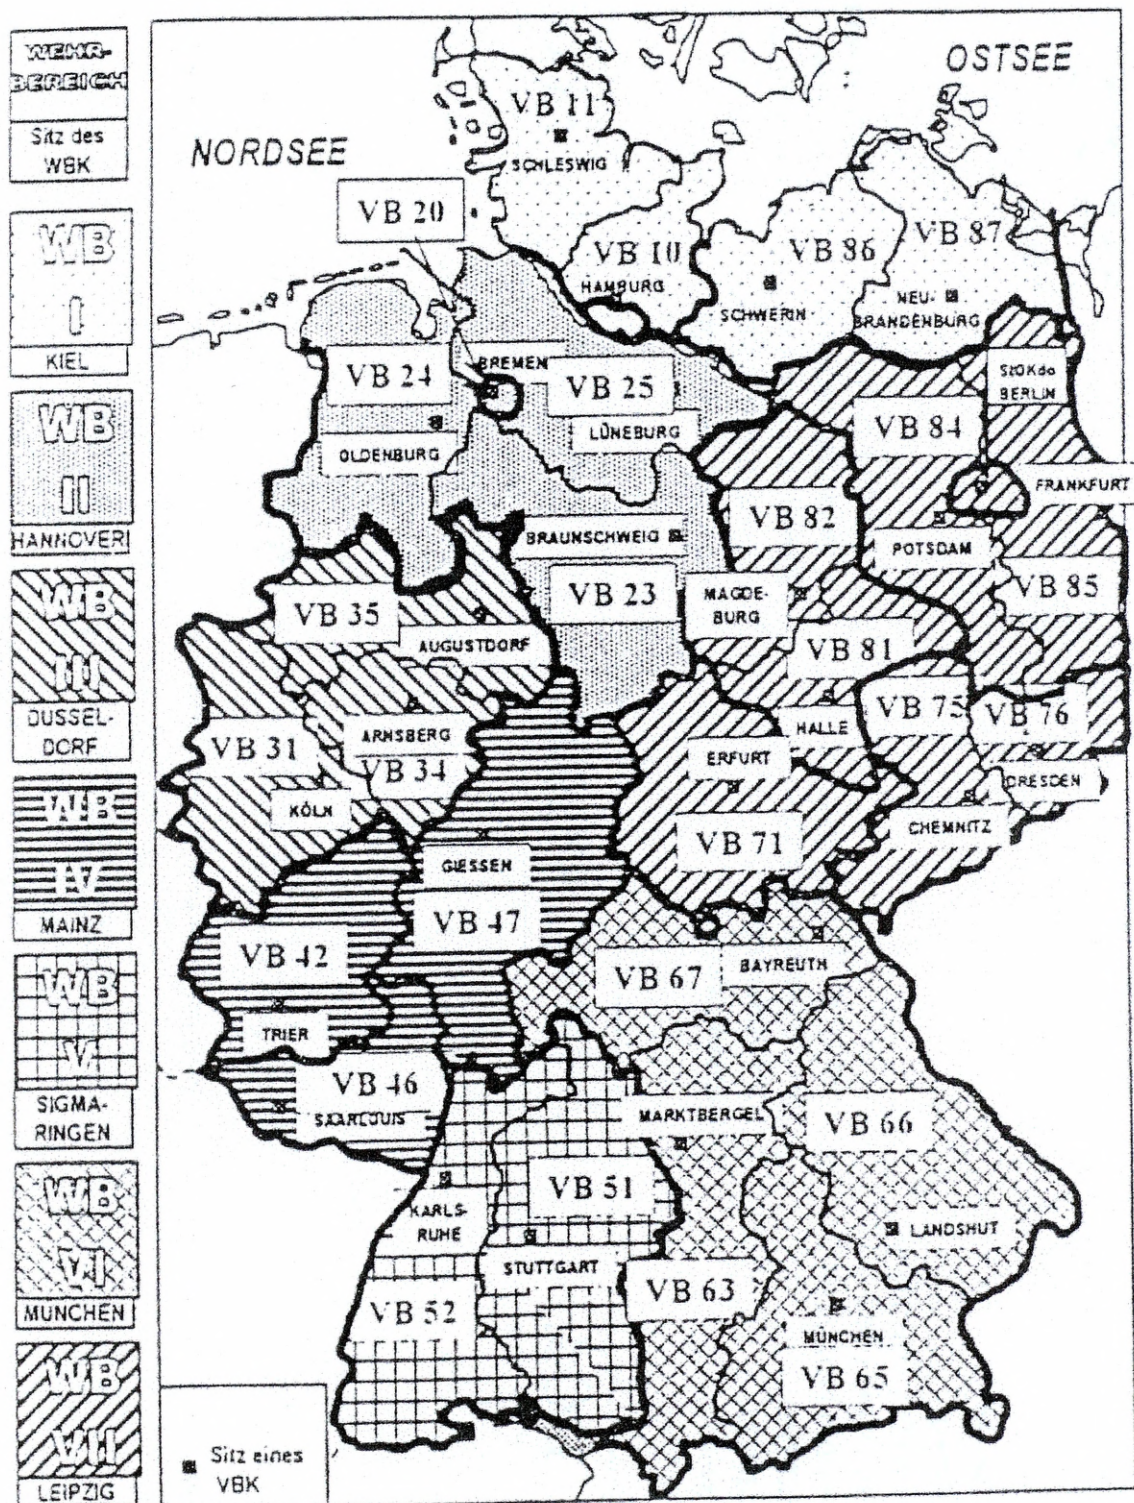 WEHR-
BEREICH
Sitz des
WBK
WB
I
KIEL
WB
II
HANNOVER
WB
III
DUSSEL-
DORF
WB
IV
MAINZ
WB
V
SIGMA-
RINGEN
WB
VI
MÜNCHEN
WB
VII
LEIPZIG
NORDSEE
OSTSEE
VB 11
SCHLESWIG
VB 20
VB 10
HAMBURG
VB 86
SCHWERIN
VB 87
NEU-
BRANDENBURG
VB 24
BREMEN
VB 25
StOKdo
BERLIN
OLDENBURG
LÜNEBURG
VB 84
FRANKFURT
VB 82
BRAUNSCHWEIG
POTSDAM
VB 35
VB 23
MAGDE-
BURG
VB 85
AUGUSTDORF
VB 81
VB 31
ARNSBERG
VB 34
ERFURT
HALLE
VB 75
VB 76
KÖLN
DRESDEN
GIESSEN
VB 71
CHEMNITZ
VB 42
VB 47
VB 67
BAYREUTH
TRIER
VB 46
SAARLOUIS
MARKTBERGEL
VB 66
KARLS-
RUHE
VB 51
LANDSHUT
STUTTGART
VB 52
VB 63
MÜNCHEN
VB 65
Sitz eines
VBK